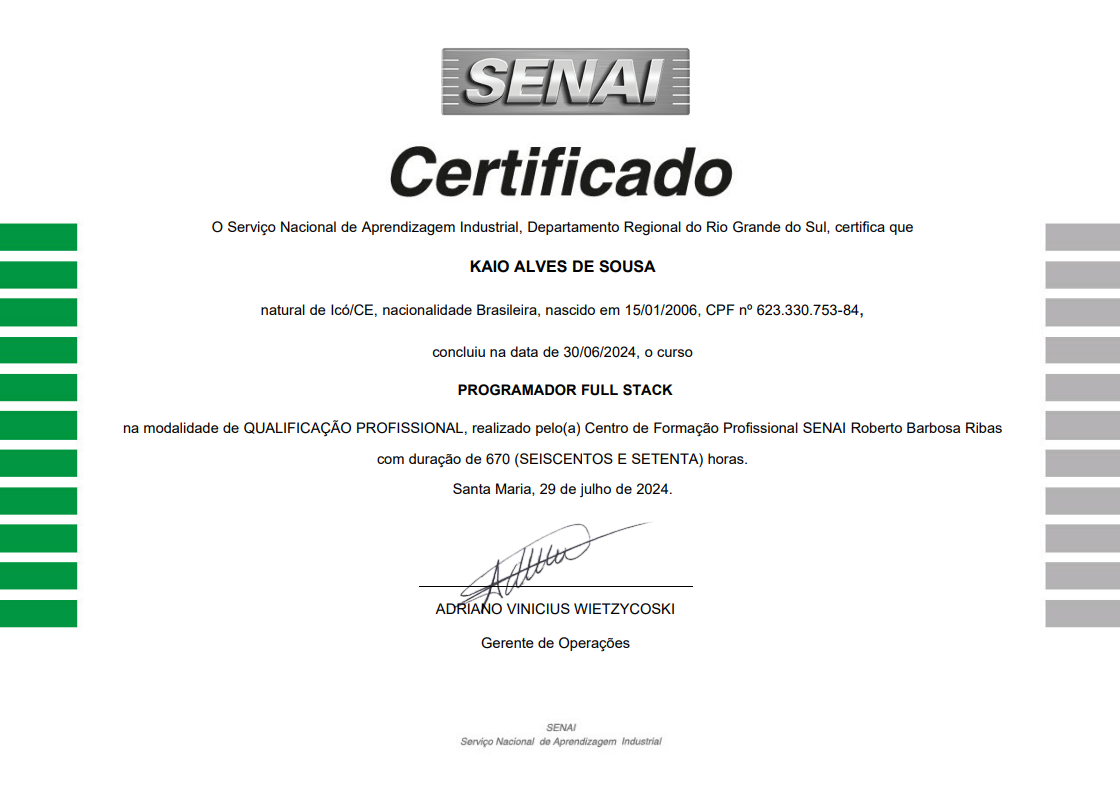 SENAI
Certificado
O Serviço Nacional de Aprendizagem Industrial, Departamento Regional do Rio Grande do Sul, certifica que
KAIO ALVES DE SOUSA
natural de Icó/CE, nacionalidade Brasileira, nascido em 15/01/2006, CPF nº 623.330.753-84,
concluiu na data de 30/06/2024, o curso
PROGRAMADOR FULL STACK
na modalidade de QUALIFICAÇÃO PROFISSIONAL, realizado pelo(a) Centro de Formação Profissional SENAI Roberto Barbosa Ribas
com duração de 670 (SEISCENTOS E SETENTA) horas.
Santa Maria, 29 de julho de 2024.
ADRIANO VINICIUS WIETZYCOSKI
Gerente de Operações
SENAI
Serviço Nacional de Aprendizagem Industrial